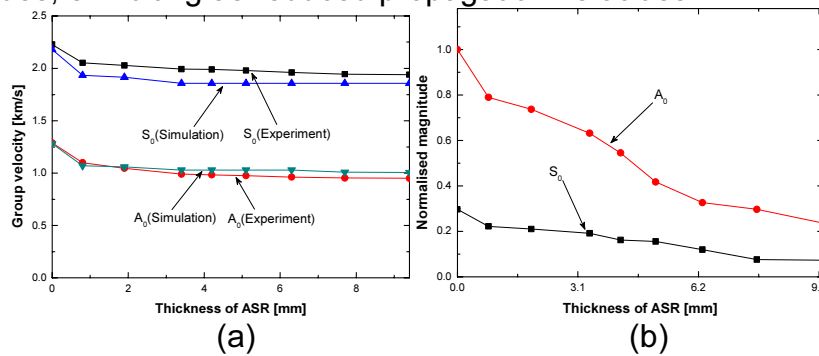 2.5
2.0
1.5
1.0
0.5
0.0
Group velocity [km/s]
S0(Simulation)
S0(Experiment)
A0(Simulation)
A0(Experiment)
0 2 4 6 8
Thickness of ASR [mm]
(a)
1.0
0.8
0.6
0.4
0.2
0.0
Normalised magnitude
A0
S0
0.0 3.1 6.2
Thickness of ASR [mm]
(b)